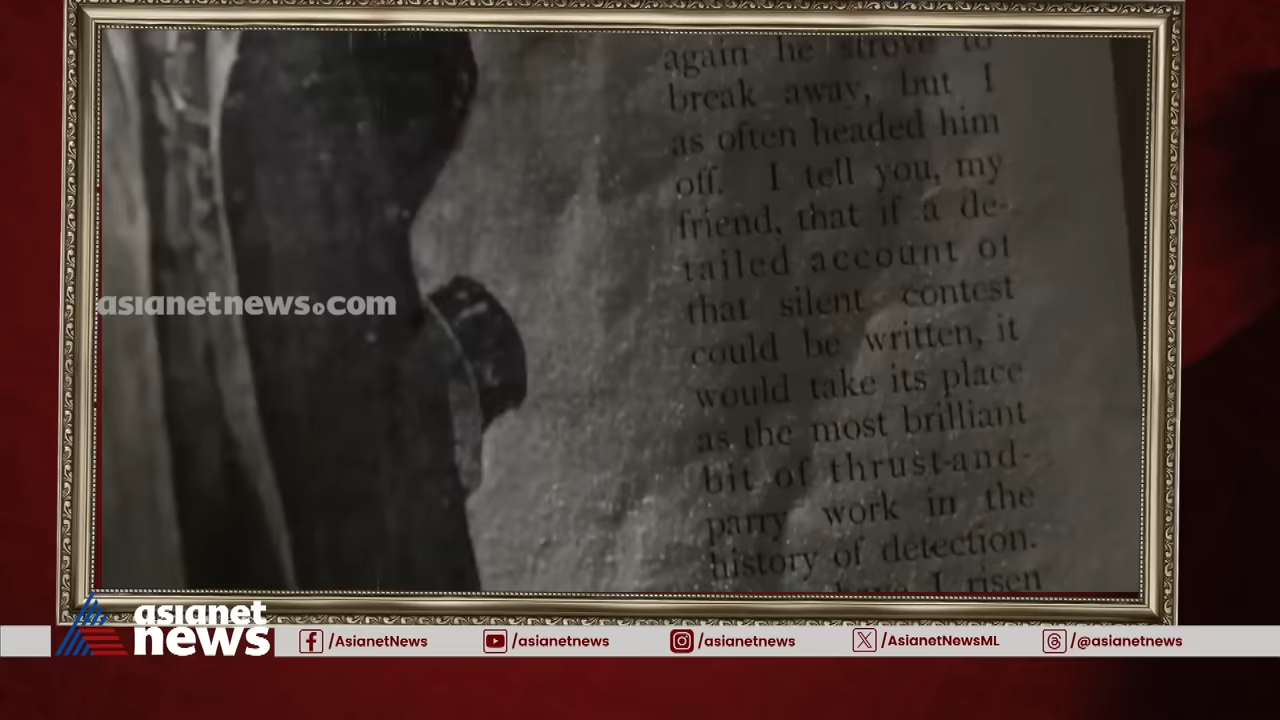 again he strove to
break away, but I
as often headed him
off. I tell you, my
friend, that if a de-
tailed account of
that silent contest
could be written, it
would take its place
as the most brilliant
bit of thrust-and-
parry work in the
history of detection.
have I risen
asianetnews.com
asianet
news
/AsianetNews
/asianetnews
/asianetnews
/AsianetNewsML
/@asianetnews